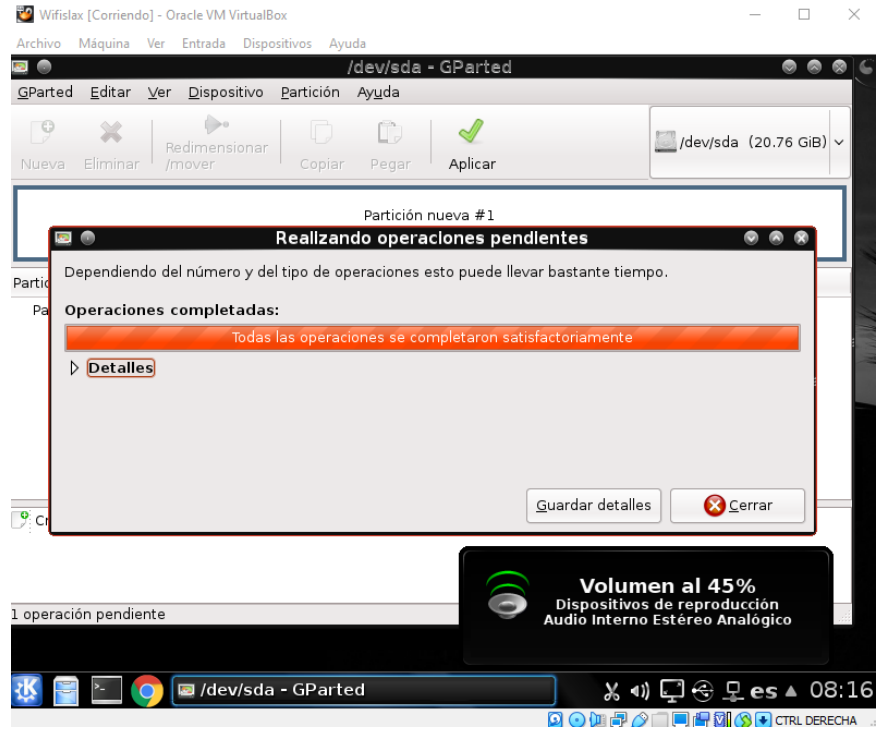 Wifislax [Corriendo] - Oracle VM VirtualBox
Archivo Máquina Ver Entrada Dispositivos Ayuda
/dev/sda - GParted
GParted Editar Ver Dispositivo Partición Ayuda
Nueva Eliminar Redimensionar /mover Copiar Pegar Aplicar
/dev/sda (20.76 GiB)
Partición nueva #1
Realizando operaciones pendientes
Dependiendo del número y del tipo de operaciones esto puede llevar bastante tiempo.
Partic
Pa
Operaciones completadas:
Todas las operaciones se completaron satisfactoriamente
Detalles
Guardar detalles Cerrar
Cr
Volumen al 45%
Dispositivos de reproducción
Audio Interno Estéreo Analógico
1 operación pendiente
/dev/sda - GParted
es 08:16
CTRL DERECHA